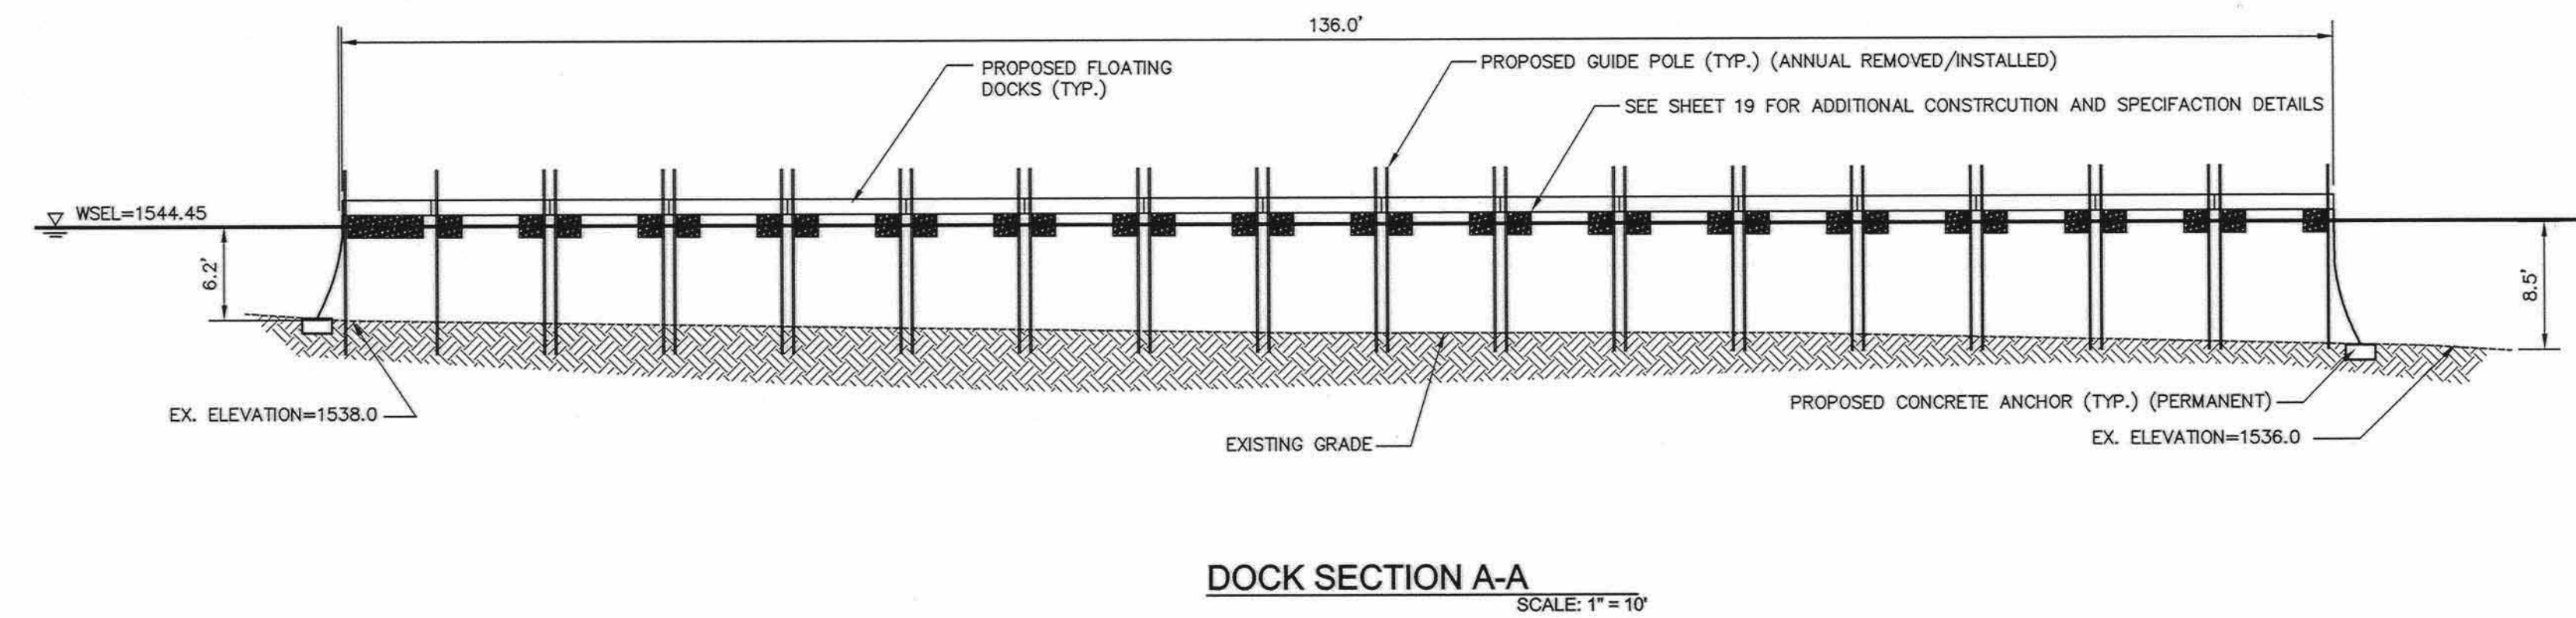 136.0'
PROPOSED FLOATING
DOCKS (TYP.)
PROPOSED GUIDE POLE (TYP.) (ANNUAL REMOVED/INSTALLED)
SEE SHEET 19 FOR ADDITIONAL CONSTRCUTION AND SPECIFACTION DETAILS
WSEL=1544.45
6.2'
8.5'
EX. ELEVATION=1538.0
EXISTING GRADE
PROPOSED CONCRETE ANCHOR (TYP.) (PERMANENT)
EX. ELEVATION=1536.0
DOCK SECTION A-A
SCALE: 1" = 10'